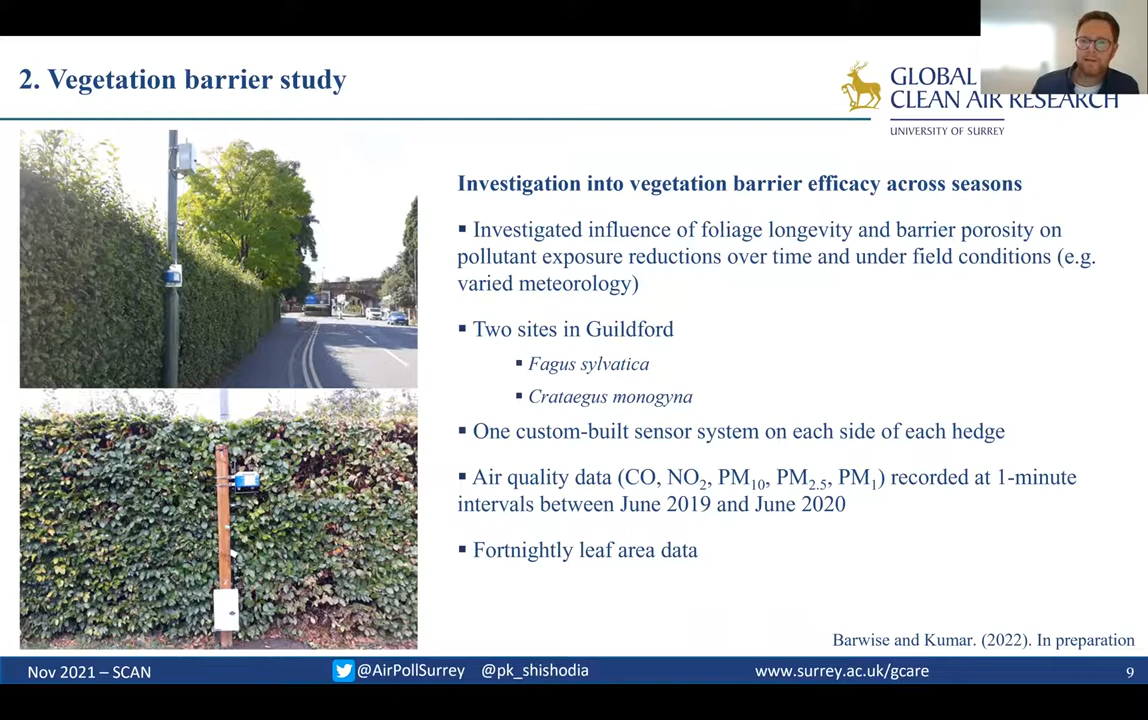 2. Vegetation barrier study
GLOBAL
CLEAN AIR RESEARCH
UNIVERSITY OF SURREY
Investigation into vegetation barrier efficacy across seasons
▪ Investigated influence of foliage longevity and barrier porosity on
pollutant exposure reductions over time and under field conditions (e.g.
varied meteorology)
▪ Two sites in Guildford
▪ Fagus sylvatica
▪ Crataegus monogyna
▪ One custom-built sensor system on each side of each hedge
▪ Air quality data (CO, NO₂, PM₁₀, PM₂.₅, PM₁) recorded at 1-minute
intervals between June 2019 and June 2020
▪ Fortnightly leaf area data
Barwise and Kumar. (2022). In preparation
Nov 2021 – SCAN
@AirPollSurrey @pk_shishodia
www.surrey.ac.uk/gcare
9